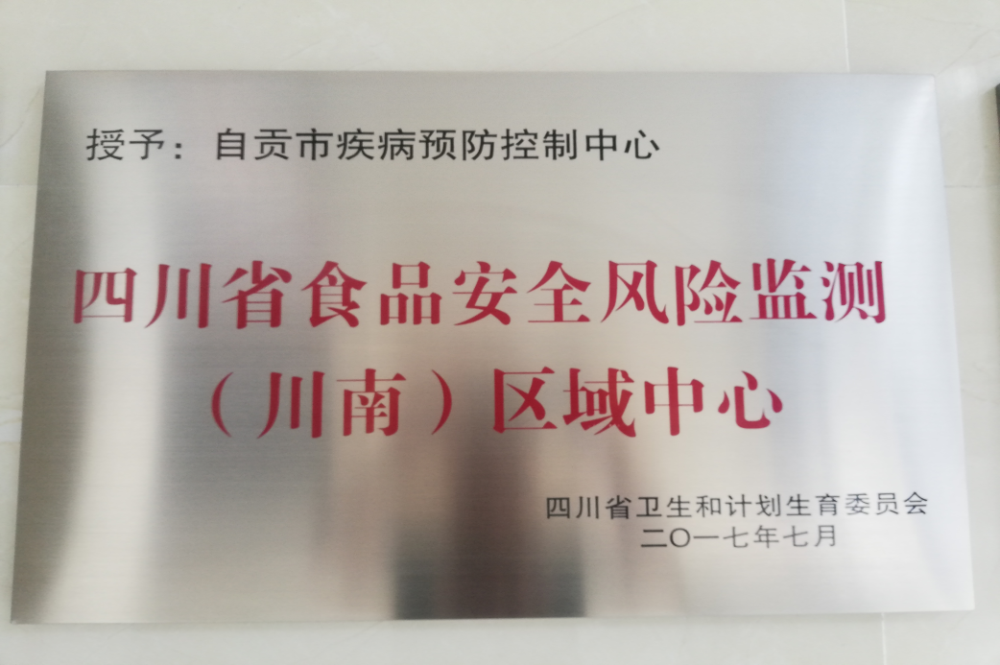 授予：自贡市疾病预防控制中心
四川省食品安全风险监测
（川南）区域中心
四川省卫生和计划生育委员会
二〇一七年七月